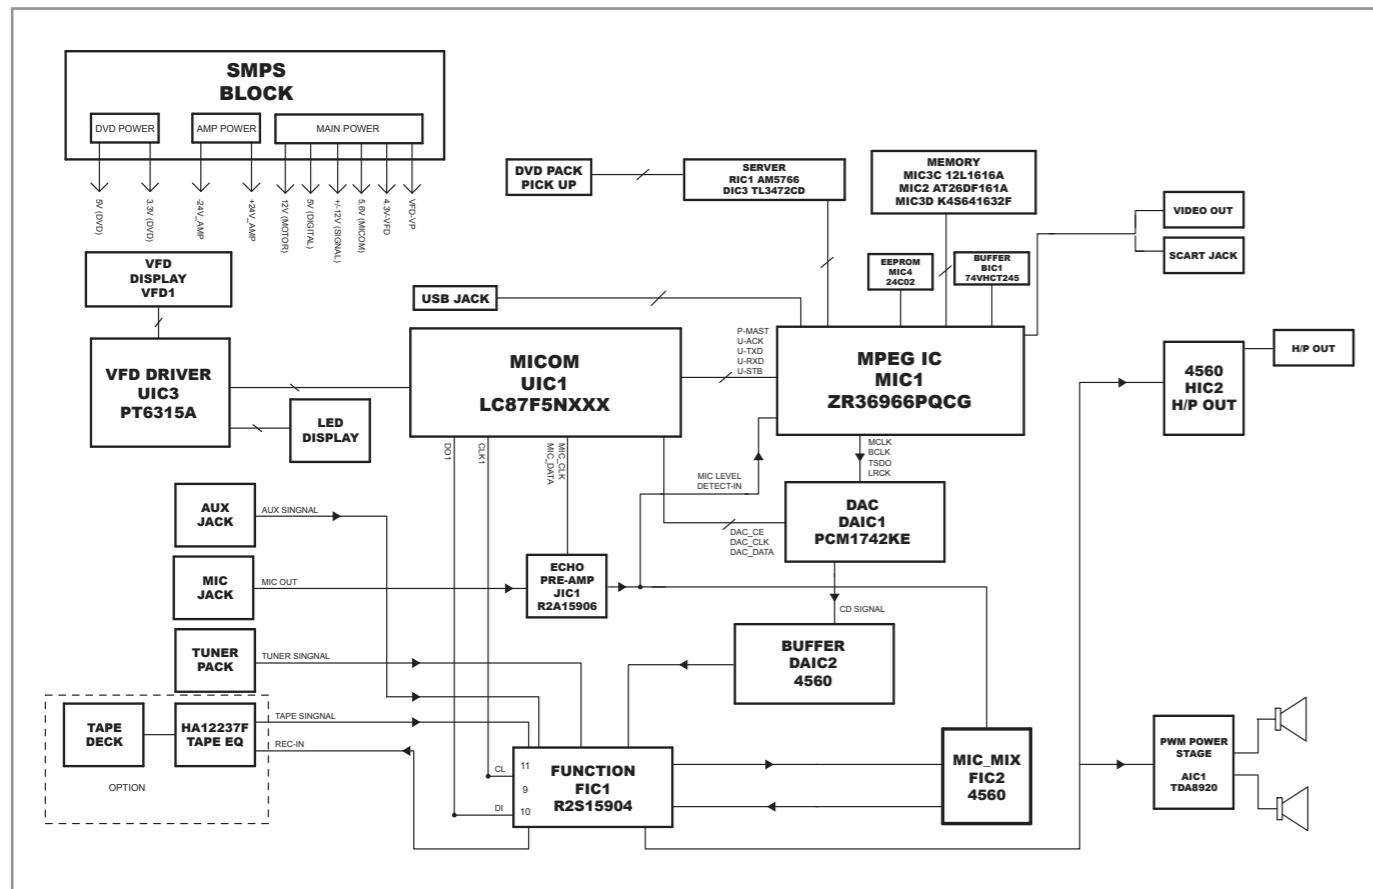 SMPS
BLOCK
DVD POWER
AMP POWER
MAIN POWER
5V (DVD)
3.3V (DVD)
-24V_AMP
+24V_AMP
12V (MOTOR)
5V (DIGITAL)
+/-12V (SIGNAL)
5.6V (MICOM)
4.3V-VFD
VFD-VP
DVD PACK
PICK UP
SERVER
RIC1 AM5766
DIC3 TL3472CD
MEMORY
MIC3C 12L1616A
MIC2 AT26DF161A
MIC3D K4S641632F
VIDEO OUT
SCART JACK
VFD
DISPLAY
VFD1
USB JACK
EEPROM
MIC4
24C02
BUFFER
BIC1
74VHCT245
VFD DRIVER
UIC3
PT6315A
LED
DISPLAY
MICOM
UIC1
LC87F5NXXX
P-MAST
U-ACK
U-TXD
U-RXD
U-STB
MPEG IC
MIC1
ZR36966PQCG
4560
HIC2
H/P OUT
H/P OUT
DO1
CLK1
MIC_CLK
MIC_DATA
MIC LEVEL
DETECT-IN
MCLK
BCLK
TSDO
LRCK
AUX
JACK
AUX SINGNAL
DAC_CE
DAC_CLK
DAC_DATA
DAC
DAIC1
PCM1742KE
MIC
JACK
MIC OUT
ECHO
PRE-AMP
JIC1
R2A15906
CD SIGNAL
TUNER
PACK
TUNER SINGNAL
BUFFER
DAIC2
4560
TAPE
DECK
HA12237F
TAPE EQ
TAPE SINGNAL
REC-IN
OPTION
CL
DI
11
9
10
FUNCTION
FIC1
R2S15904
MIC_MIX
FIC2
4560
PWM POWER
STAGE
AIC1
TDA8920